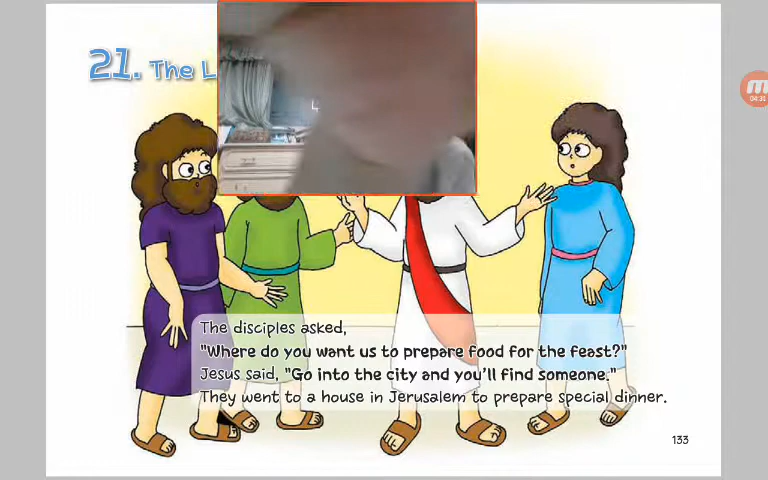 21. The L
The disciples asked,
"Where do you want us to prepare food for the feast?"
Jesus said, "Go into the city and you'll find someone."
They went to a house in Jerusalem to prepare special dinner.
133
04:31